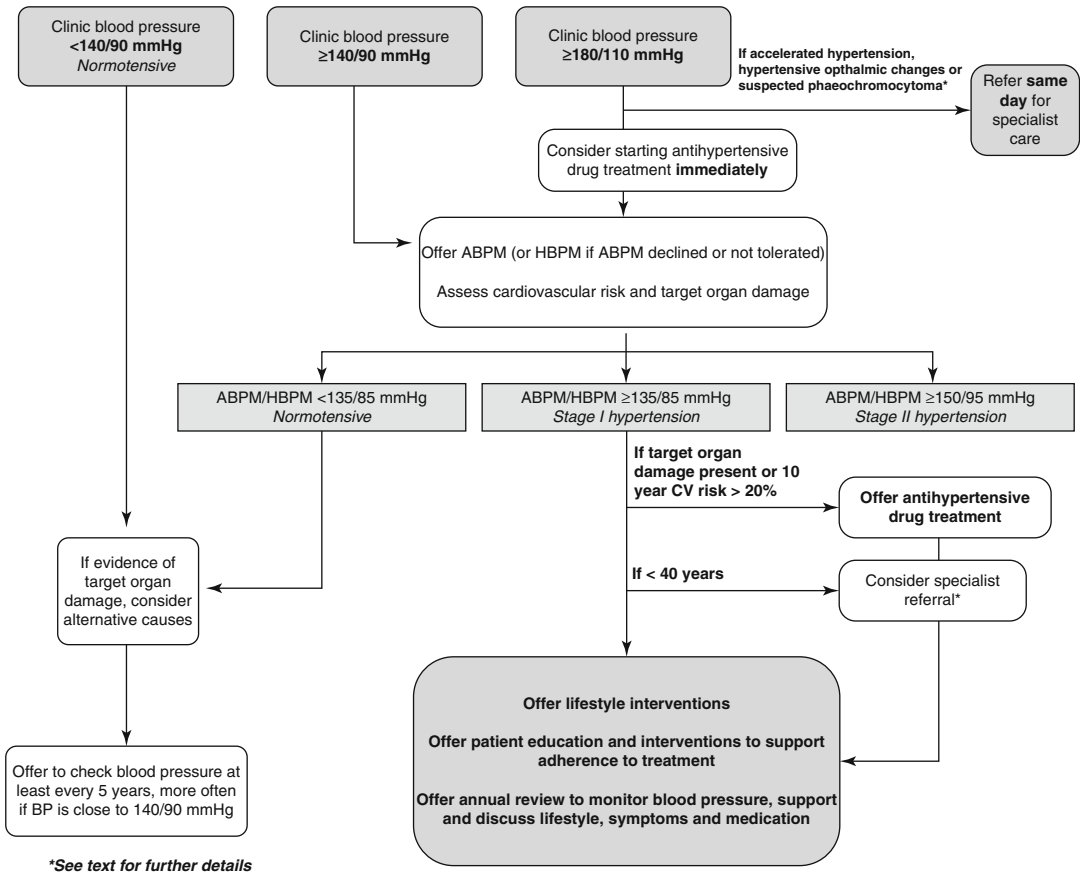 Clinic blood pressure
<140/90 mmHg
Normotensive
Clinic blood pressure
≥140/90 mmHg
Clinic blood pressure
≥180/110 mmHg
If accelerated hypertension,
hypertensive opthalmic changes or
suspected phaeochromocytoma*
Refer same
day for
specialist
care
Consider starting antihypertensive
drug treatment immediately
Offer ABPM (or HBPM if ABPM declined or not tolerated)
Assess cardiovascular risk and target organ damage
ABPM/HBPM <135/85 mmHg
Normotensive
ABPM/HBPM ≥135/85 mmHg
Stage I hypertension
ABPM/HBPM ≥150/95 mmHg
Stage II hypertension
If target organ
damage present or 10
year CV risk > 20%
Offer antihypertensive
drug treatment
If < 40 years
Consider specialist
referral*
If evidence of
target organ
damage, consider
alternative causes
Offer lifestyle interventions
Offer patient education and interventions to support
adherence to treatment
Offer annual review to monitor blood pressure, support
and discuss lifestyle, symptoms and medication
Offer to check blood pressure at
least every 5 years, more often
if BP is close to 140/90 mmHg
*See text for further details